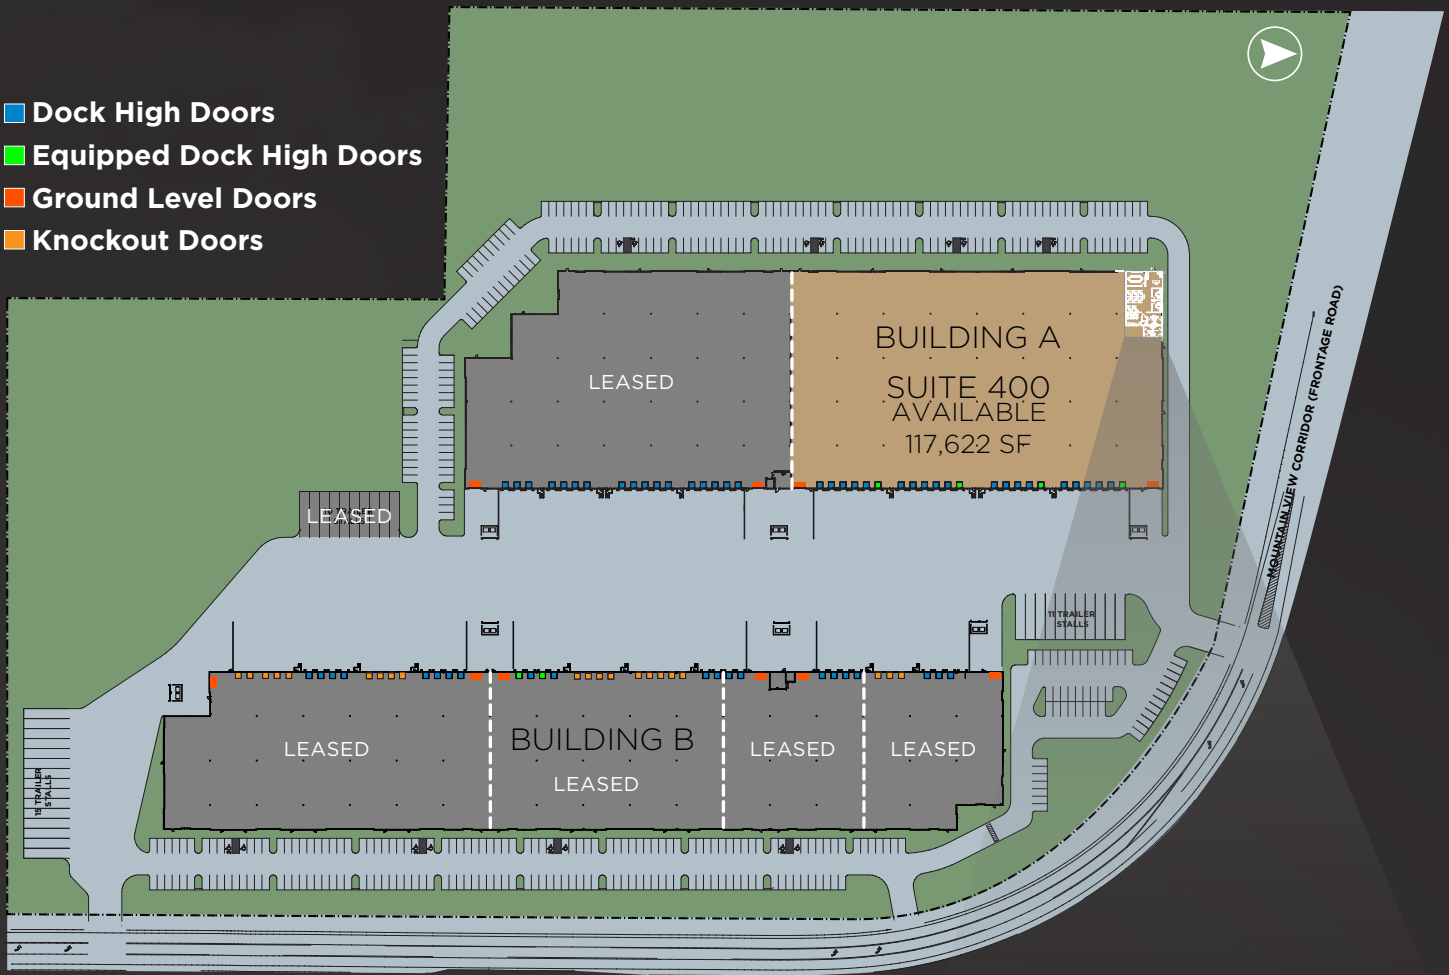 Dock High Doors
Equipped Dock High Doors
Ground Level Doors
Knockout Doors
BUILDING A
SUITE 400
AVAILABLE
117,622 SF
LEASED
LEASED
MOUNTAIN VIEW CORRIDOR (FRONTAGE ROAD)
11 TRAILER
STALLS
LEASED
BUILDING B
LEASED
LEASED
LEASED
15 TRAILER
STALLS